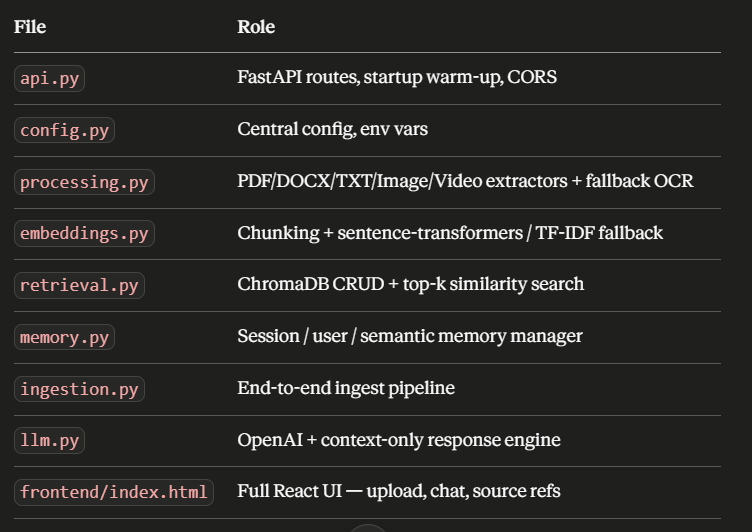 File Role
api.py FastAPI routes, startup warm-up, CORS
config.py Central config, env vars
processing.py PDF/DOCX/TXT/Image/Video extractors + fallback OCR
embeddings.py Chunking + sentence-transformers / TF-IDF fallback
retrieval.py ChromaDB CRUD + top-k similarity search
memory.py Session / user / semantic memory manager
ingestion.py End-to-end ingest pipeline
llm.py OpenAI + context-only response engine
frontend/index.html Full React UI — upload, chat, source refs